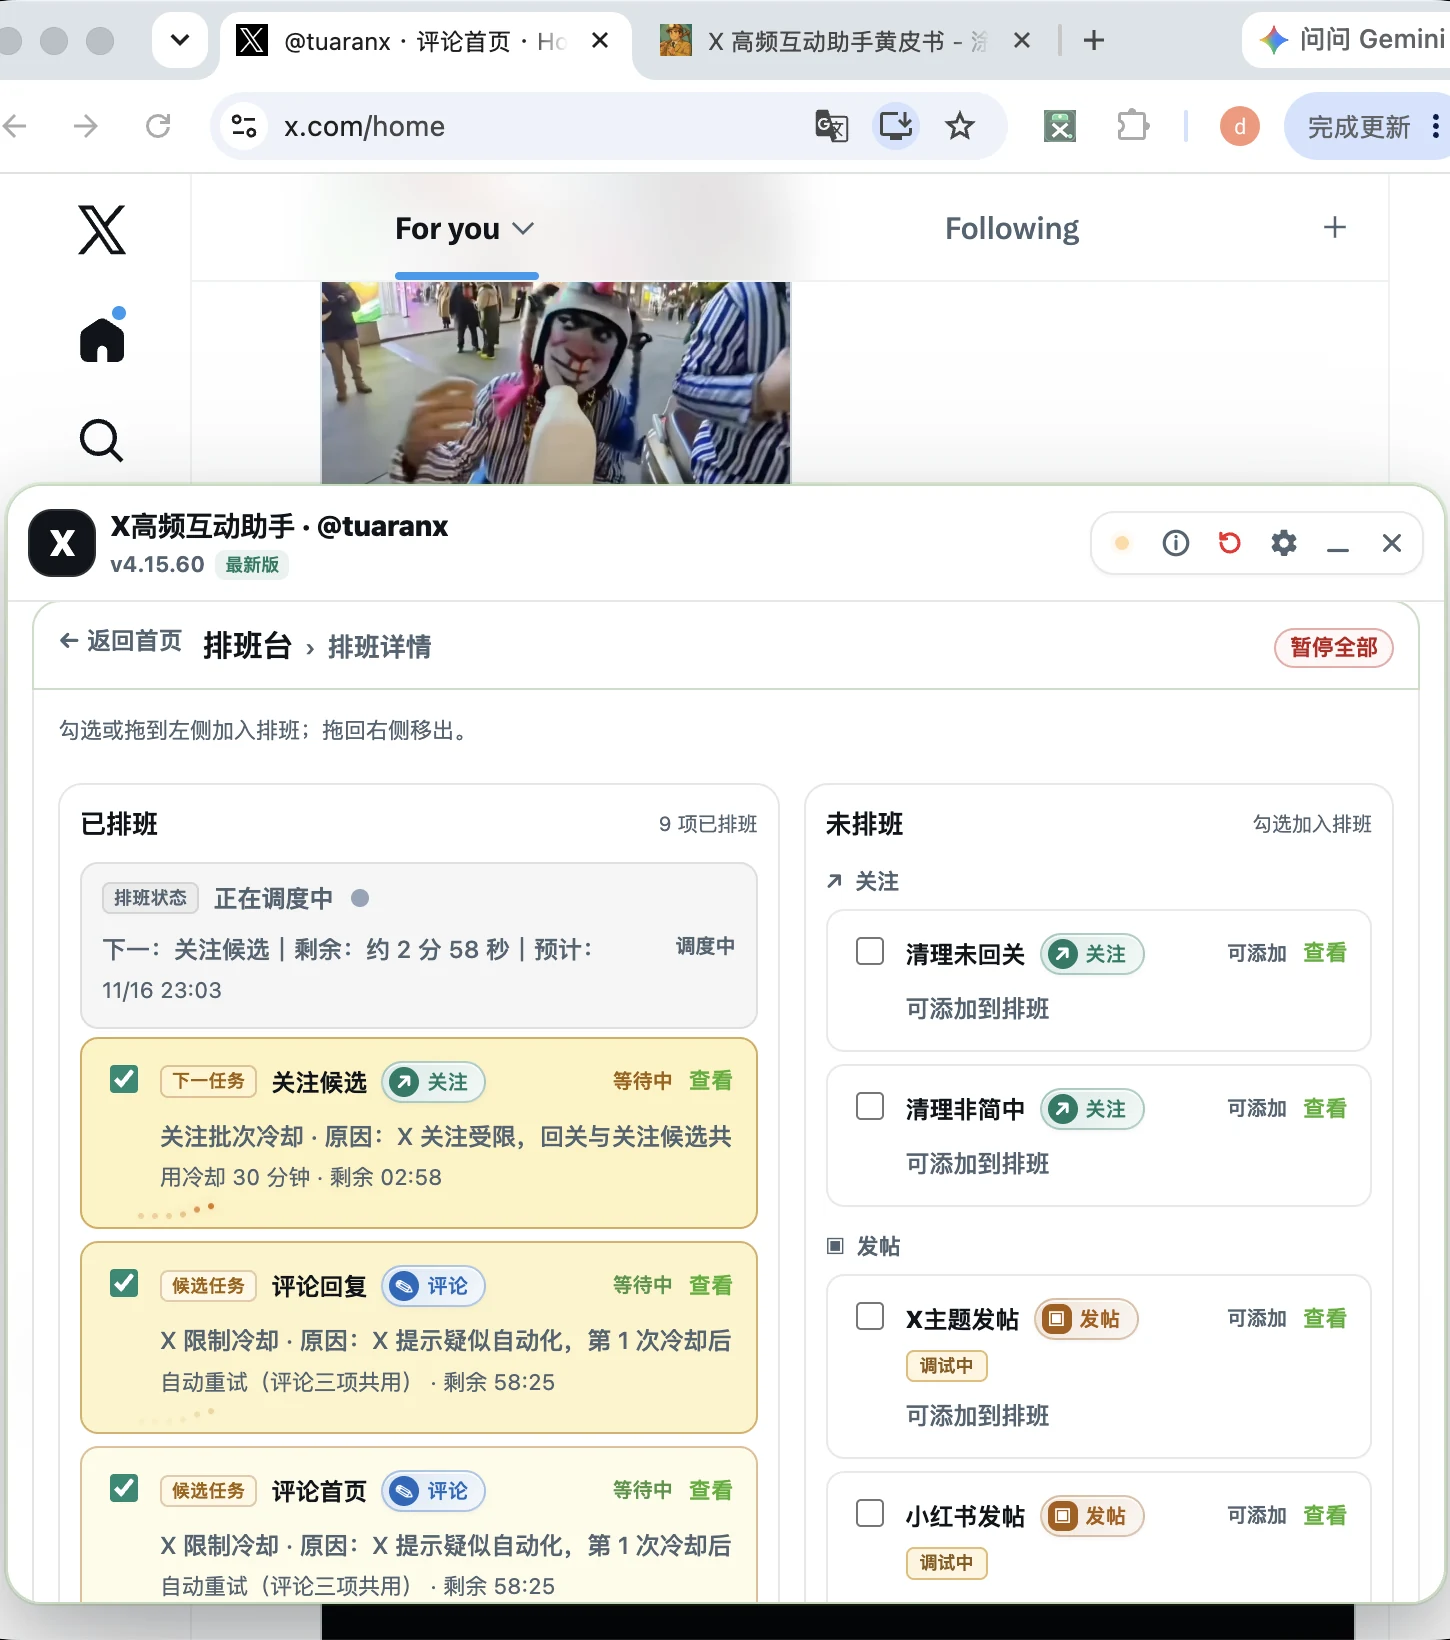 @tuaranx · 评论首页 · Ho
X 高频互动助手黄皮书 - 涂
问问 Gemini
x.com/home
d
完成更新
For you
Following
X高频互动助手 · @tuaranx
v4.15.60 最新版
← 返回首页 排班台 › 排班详情
暂停全部
勾选或拖到左侧加入排班；拖回右侧移出。
已排班
9 项已排班
排班状态 正在调度中
下一：关注候选 | 剩余：约 2 分 58 秒 | 预计：
11/16 23:03
调度中
下一任务 关注候选 关注 等待中 查看
关注批次冷却 · 原因：X 关注受限，回关与关注候选共
用冷却 30 分钟 · 剩余 02:58
候选任务 评论回复 评论 等待中 查看
X 限制冷却 · 原因：X 提示疑似自动化，第 1 次冷却后
自动重试（评论三项共用） · 剩余 58:25
候选任务 评论首页 评论 等待中 查看
X 限制冷却 · 原因：X 提示疑似自动化，第 1 次冷却后
自动重试（评论三项共用） · 剩余 58:25
未排班
勾选加入排班
关注
清理未回关 关注 可添加 查看
可添加到排班
清理非简中 关注 可添加 查看
可添加到排班
发帖
X主题发帖 发帖 可添加 查看
调试中
可添加到排班
小红书发帖 发帖 可添加 查看
调试中